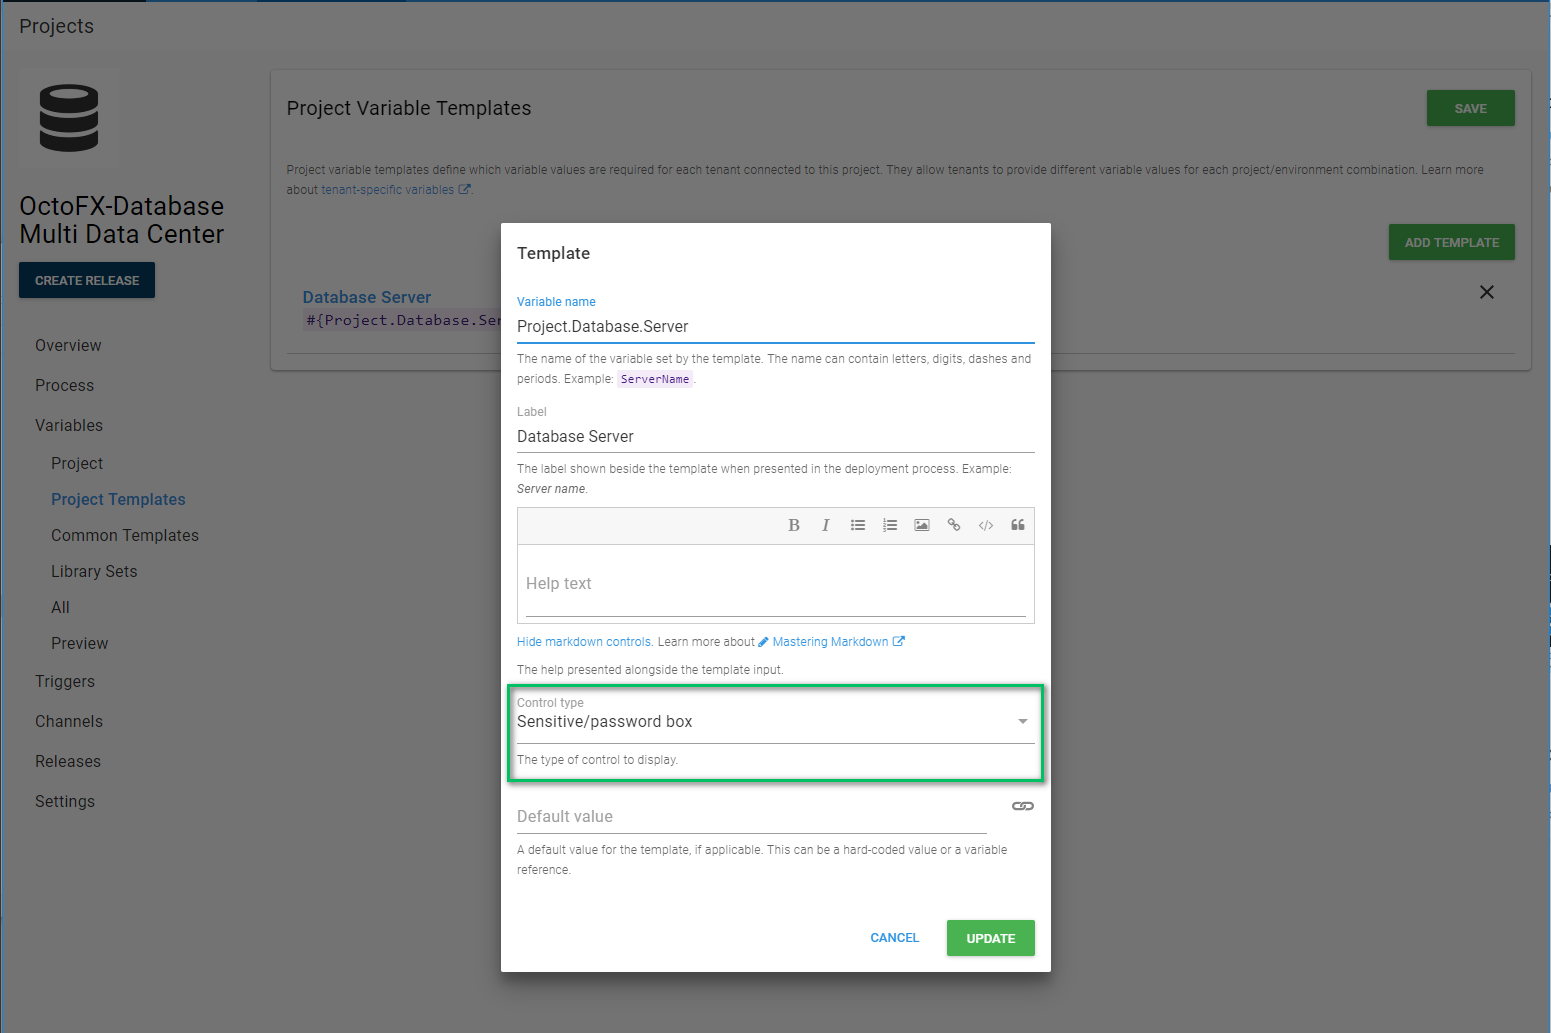 Projects
OctoFX-Database
Multi Data Center
CREATE RELEASE
Overview
Process
Variables
Project
Project Templates
Common Templates
Library Sets
All
Preview
Triggers
Channels
Releases
Settings
Project Variable Templates
SAVE
Project variable templates define which variable values are required for each tenant connected to this project. They allow tenants to provide different variable values for each project/environment combination. Learn more
about tenant-specific variables.
ADD TEMPLATE
Database Server
#{Project.Database.Ser
Template
Variable name
Project.Database.Server
The name of the variable set by the template. The name can contain letters, digits, dashes and
periods. Example: ServerName.
Label
Database Server
The label shown beside the template when presented in the deployment process. Example:
Server name.
B I
Help text
Hide markdown controls. Learn more about Mastering Markdown
The help presented alongside the template input.
Control type
Sensitive/password box
The type of control to display.
Default value
A default value for the template, if applicable. This can be a hard-coded value or a variable
reference.
CANCEL
UPDATE